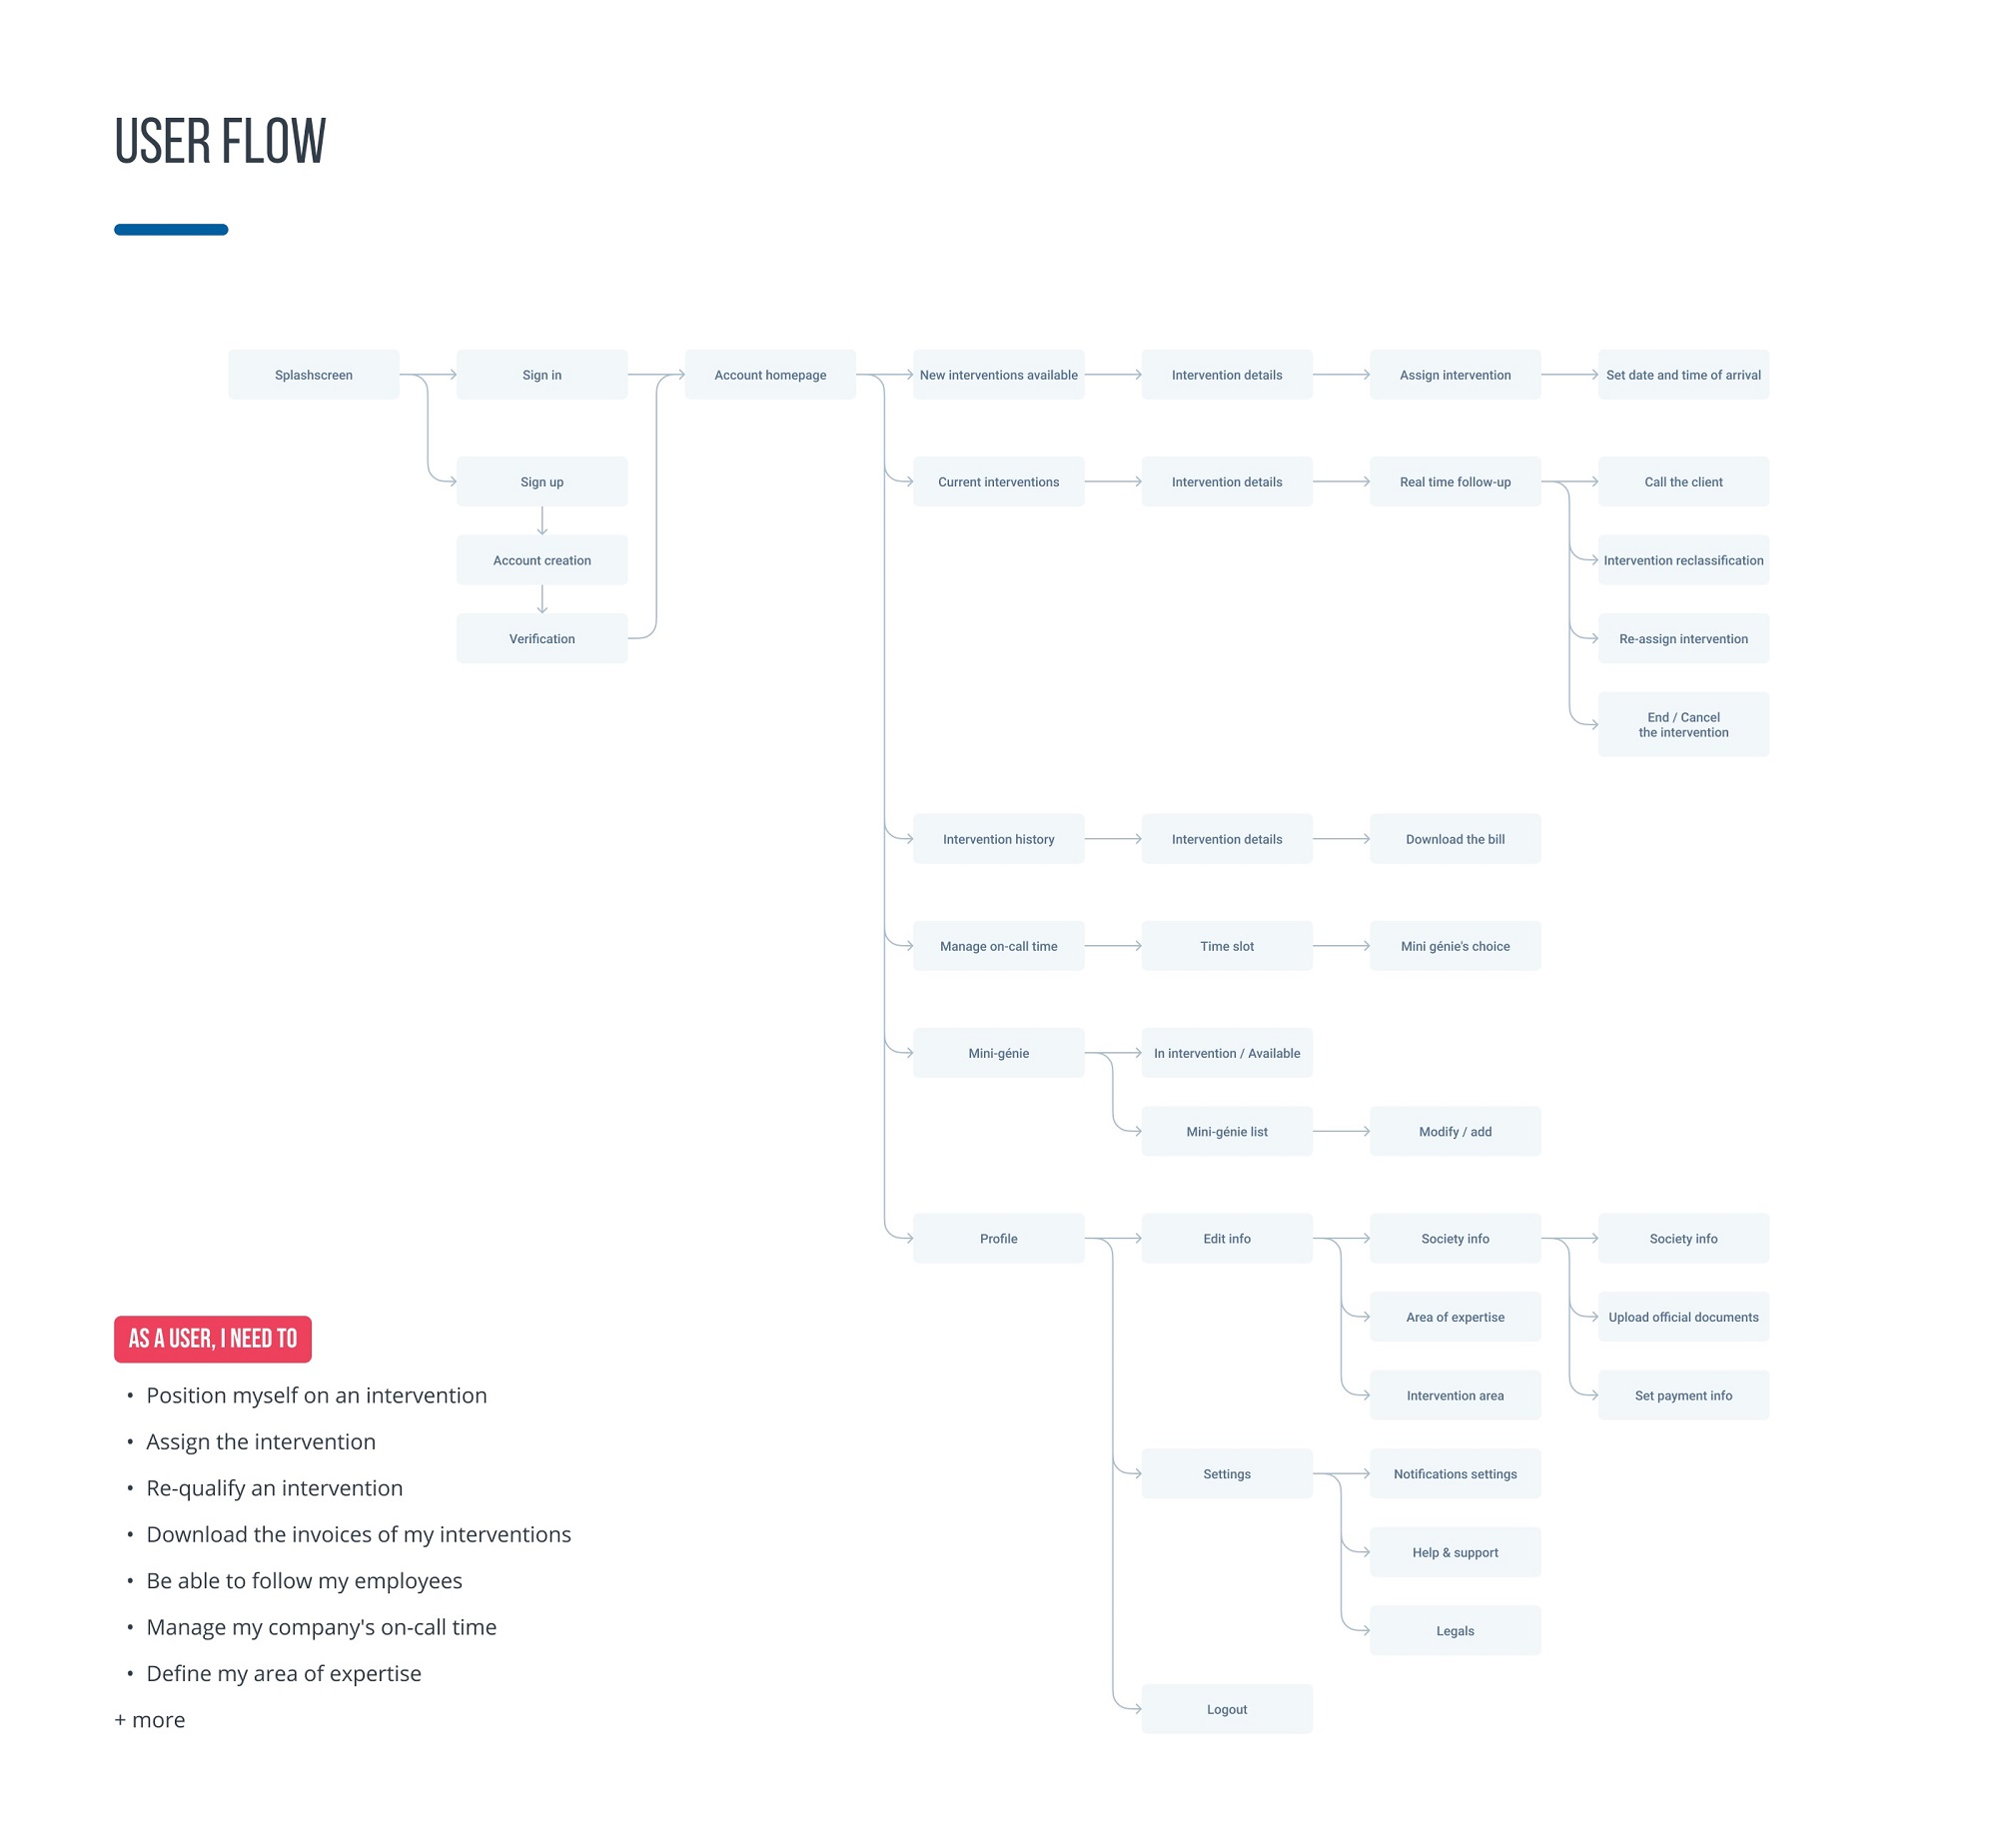 USER FLOW
Splashscreen
Sign in
Account homepage
New interventions available
Intervention details
Assign intervention
Set date and time of arrival
Sign up
Current interventions
Intervention details
Real time follow-up
Call the client
Account creation
Intervention reclassification
Verification
Re-assign intervention
End / Cancel
the intervention
Intervention history
Intervention details
Download the bill
Manage on-call time
Time slot
Mini génie's choice
Mini-génie
In intervention / Available
Mini-génie list
Modify / add
Profile
Edit info
Society info
Society info
Area of expertise
Upload official documents
Intervention area
Set payment info
Settings
Notifications settings
Help & support
Legals
Logout
AS A USER, I NEED TO
• Position myself on an intervention
• Assign the intervention
• Re-qualify an intervention
• Download the invoices of my interventions
• Be able to follow my employees
• Manage my company's on-call time
• Define my area of expertise
+ more